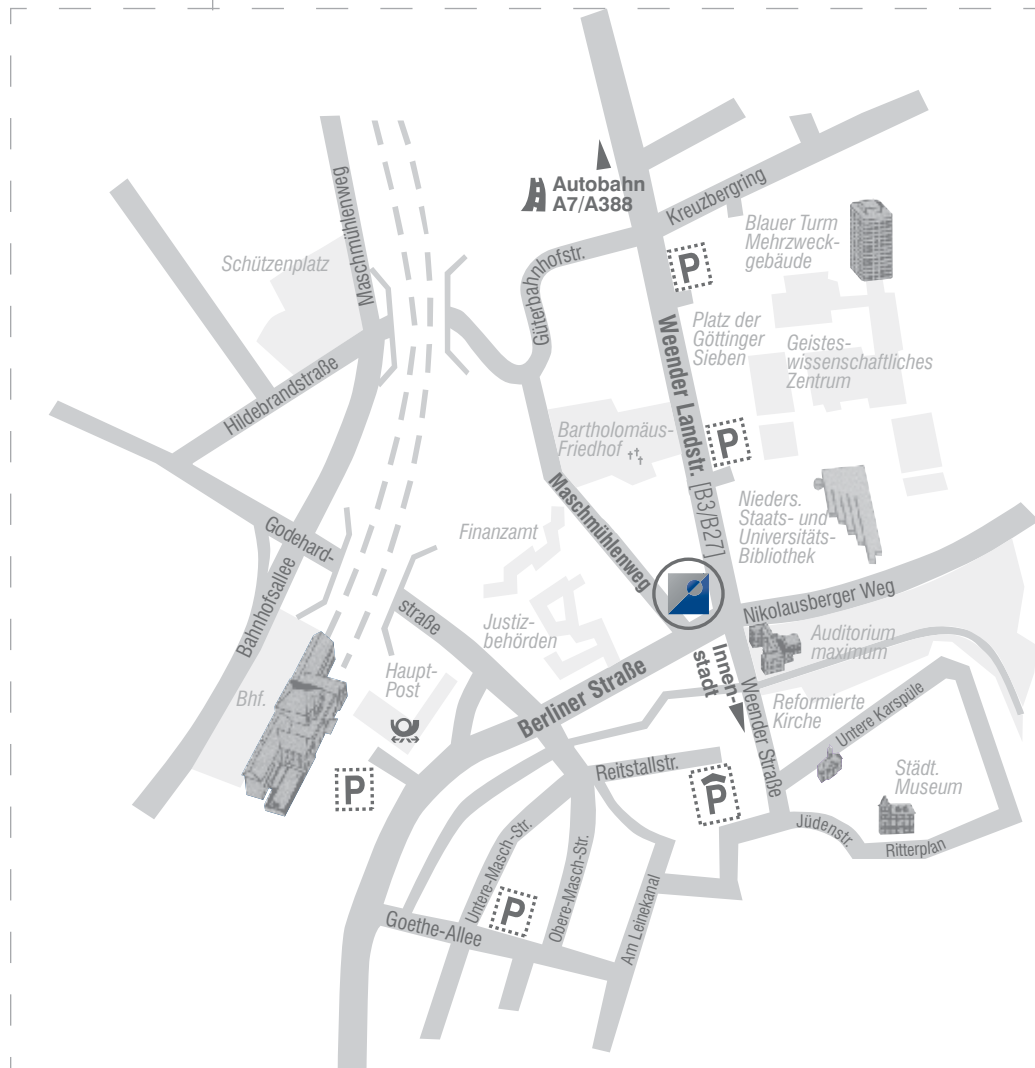 Autobahn
A7/A388
Kreuzbergring
Maschmühlenweg
Schützenplatz
Güterbahnhofstr.
Blauer Turm
Mehrzweck-
gebäude
P
Platz der
Göttinger
Sieben
Geistes-
wissenschaftliches
Zentrum
Weender Landstr. [B3/B27]
Hildebrandstraße
Bartholomäus-
Friedhof
P
Maschmühlenweg
Nieders.
Staats- und
Universitäts-
Bibliothek
Godehard-
straße
Finanzamt
Bahnhofsallee
Justiz-
behörden
Nikolausberger Weg
Auditorium
maximum
Innen-
stadt
Haupt-
Post
Bhf.
Berliner Straße
Weender Straße
Reformierte
Kirche
Untere Karspüle
Städt.
Museum
P
Reitstallstr.
P
Jüdenstr.
Ritterplan
Untere-Masch-Str.
Obere-Masch-Str.
P
Am Leinekanal
Goethe-Allee